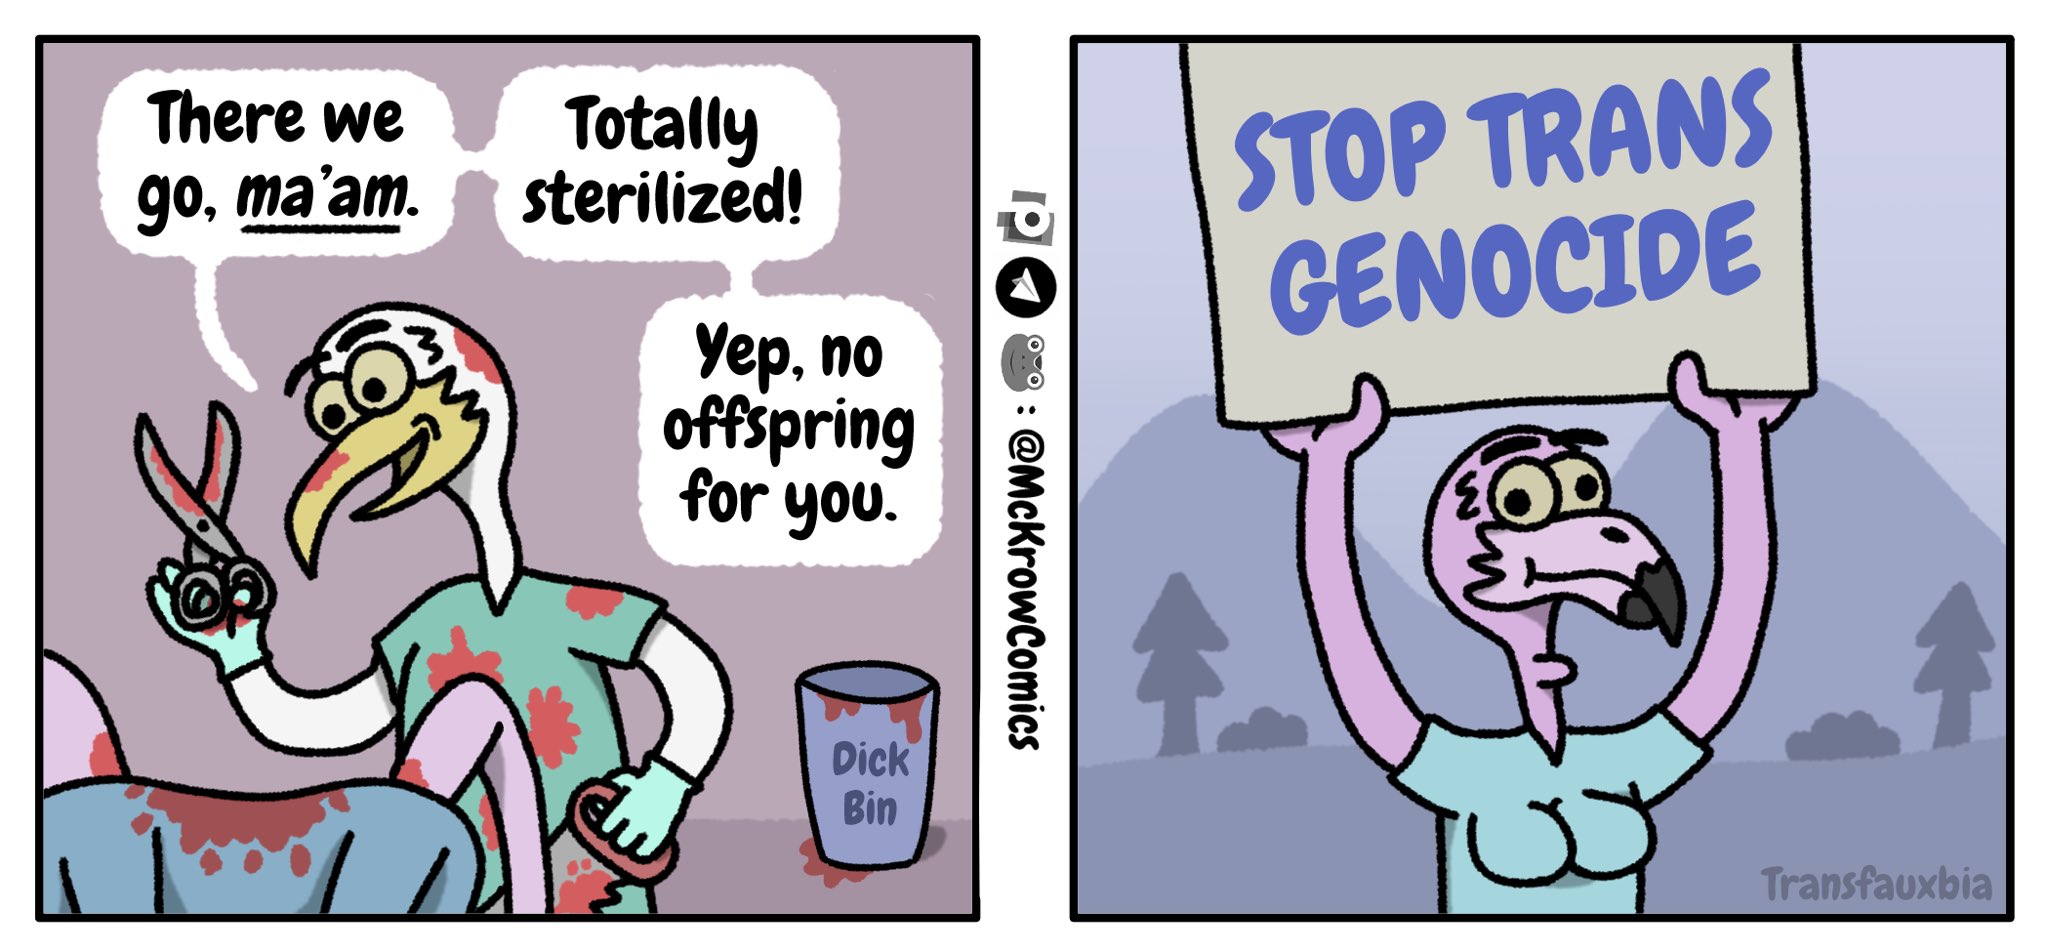 There we
go, ma'am.
Totally
sterilized!
Yep, no
offspring
for you.
Dick
Bin
: @McKrowComics
STOP TRANS
GENOCIDE
Transfauxbia